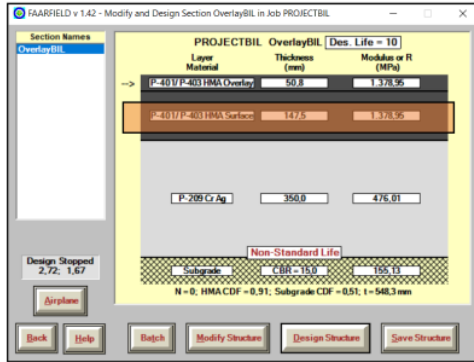 FAARFIELD v 1.42 - Modify and Design Section OverlayBIL in Job PROJECTBIL
Section Names
OverlayBIL
PROJECTBIL OverlayBIL Des. Life = 10
Layer Material Thickness (mm) Modulus or R (MPa)
--> P-401/ P-403 HMA Overlay 50,8 1.378,95
P-401/ P-403 HMA Surface 147,5 1.378,95
P-209 Cr Ag 350,0 476,01
Non-Standard Life
Subgrade CBR = 15,0 155,13
N = 0; HMA CDF = 0,91; Subgrade CDF = 0,51; t = 548,3 mm
Design Stopped
2,72; 1,67
Airplane
Back Help Batch Modify Structure Design Structure Save Structure